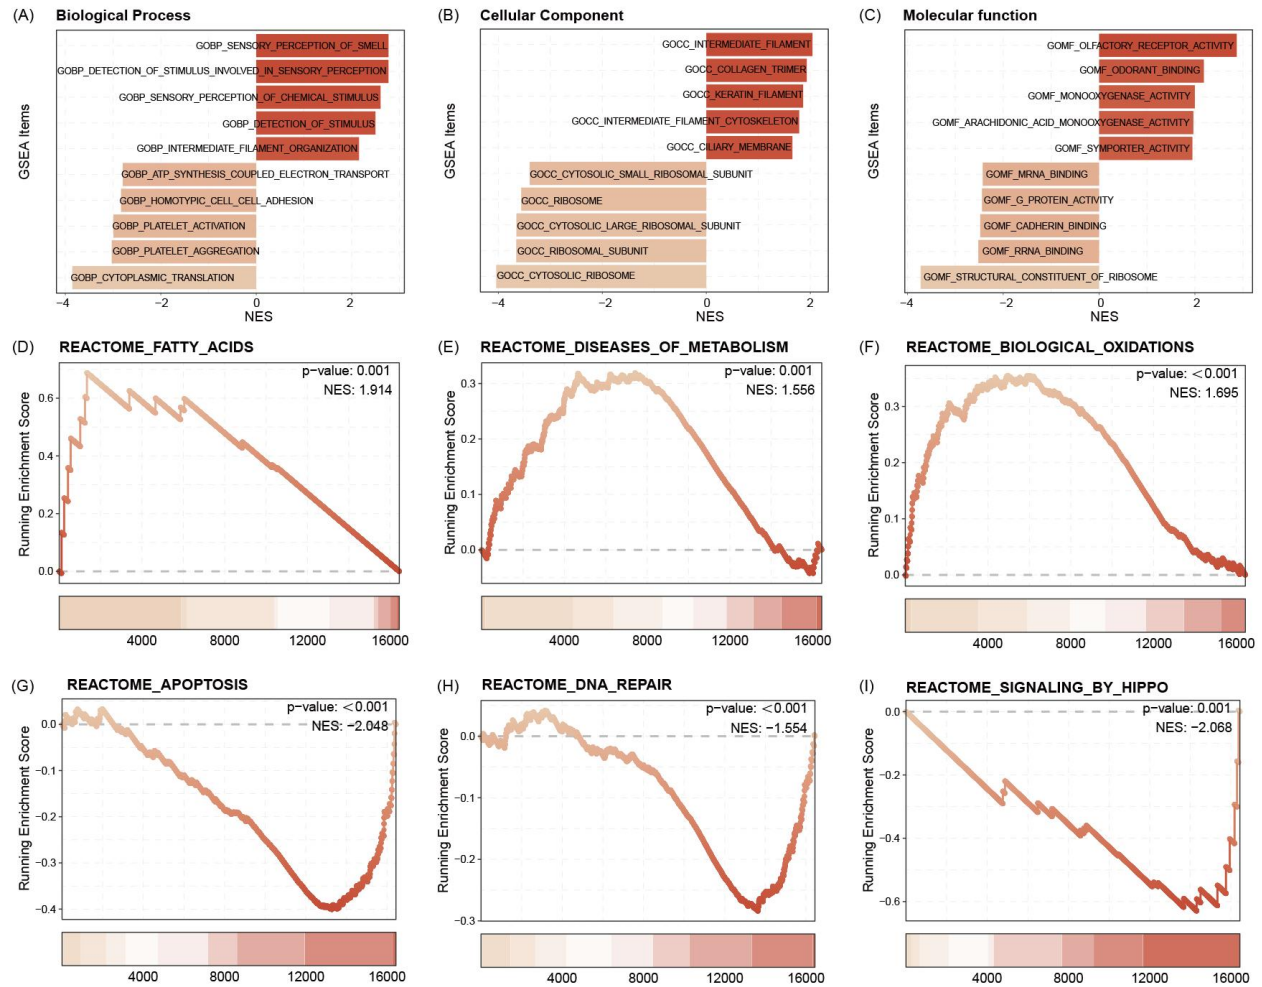 (A) Biological Process
GSEA Items
GOBP_SENSORY_PERCEPTION_OF_SMELL
GOBP_DETECTION_OF_STIMULUS_INVOLVED_IN_SENSORY_PERCEPTION
GOBP_SENSORY_PERCEPTION_OF_CHEMICAL_STIMULUS
GOBP_DETECTION_OF_STIMULUS
GOBP_INTERMEDIATE_FILAMENT_ORGANIZATION
GOBP_ATP_SYNTHESIS_COUPLED_ELECTRON_TRANSPORT
GOBP_HOMOTYPIC_CELL_CELL_ADHESION
GOBP_PLATELET_ACTIVATION
GOBP_PLATELET_AGGREGATION
GOBP_CYTOPLASMIC_TRANSLATION
−4 −2 0 2
NES
(B) Cellular Component
GSEA Items
GOCC_INTERMEDIATE_FILAMENT
GOCC_COLLAGEN_TRIMER
GOCC_KERATIN_FILAMENT
GOCC_INTERMEDIATE_FILAMENT_CYTOSKELETON
GOCC_CILIARY_MEMBRANE
GOCC_CYTOSOLIC_SMALL_RIBOSOMAL_SUBUNIT
GOCC_RIBOSOME
GOCC_CYTOSOLIC_LARGE_RIBOSOMAL_SUBUNIT
GOCC_RIBOSOMAL_SUBUNIT
GOCC_CYTOSOLIC_RIBOSOME
−4 −2 0 2
NES
(C) Molecular function
GSEA Items
GOMF_OLFACTORY_RECEPTOR_ACTIVITY
GOMF_ODORANT_BINDING
GOMF_MONOOXYGENASE_ACTIVITY
GOMF_ARACHIDONIC_ACID_MONOOXYGENASE_ACTIVITY
GOMF_SYMPORTER_ACTIVITY
GOMF_MRNA_BINDING
GOMF_G_PROTEIN_ACTIVITY
GOMF_CADHERIN_BINDING
GOMF_RRNA_BINDING
GOMF_STRUCTURAL_CONSTITUENT_OF_RIBOSOME
−4 −2 0 2
NES
(D) REACTOME_FATTY_ACIDS
p-value: 0.001
NES: 1.914
Running Enrichment Score
0.6
0.4
0.2
0.0
4000 8000 12000 16000
(E) REACTOME_DISEASES_OF_METABOLISM
p-value: 0.001
NES: 1.556
Running Enrichment Score
0.3
0.2
0.1
0.0
4000 8000 12000 16000
(F) REACTOME_BIOLOGICAL_OXIDATIONS
p-value: <0.001
NES: 1.695
Running Enrichment Score
0.3
0.2
0.1
0.0
4000 8000 12000 16000
(G) REACTOME_APOPTOSIS
p-value: <0.001
NES: −2.048
Running Enrichment Score
0.0
−0.1
−0.2
−0.3
−0.4
4000 8000 12000 16000
(H) REACTOME_DNA_REPAIR
p-value: <0.001
NES: −1.554
Running Enrichment Score
0.0
−0.1
−0.2
−0.3
4000 8000 12000 16000
(I) REACTOME_SIGNALING_BY_HIPPO
p-value: 0.001
NES: −2.068
Running Enrichment Score
0.0
−0.2
−0.4
−0.6
4000 8000 12000 16000